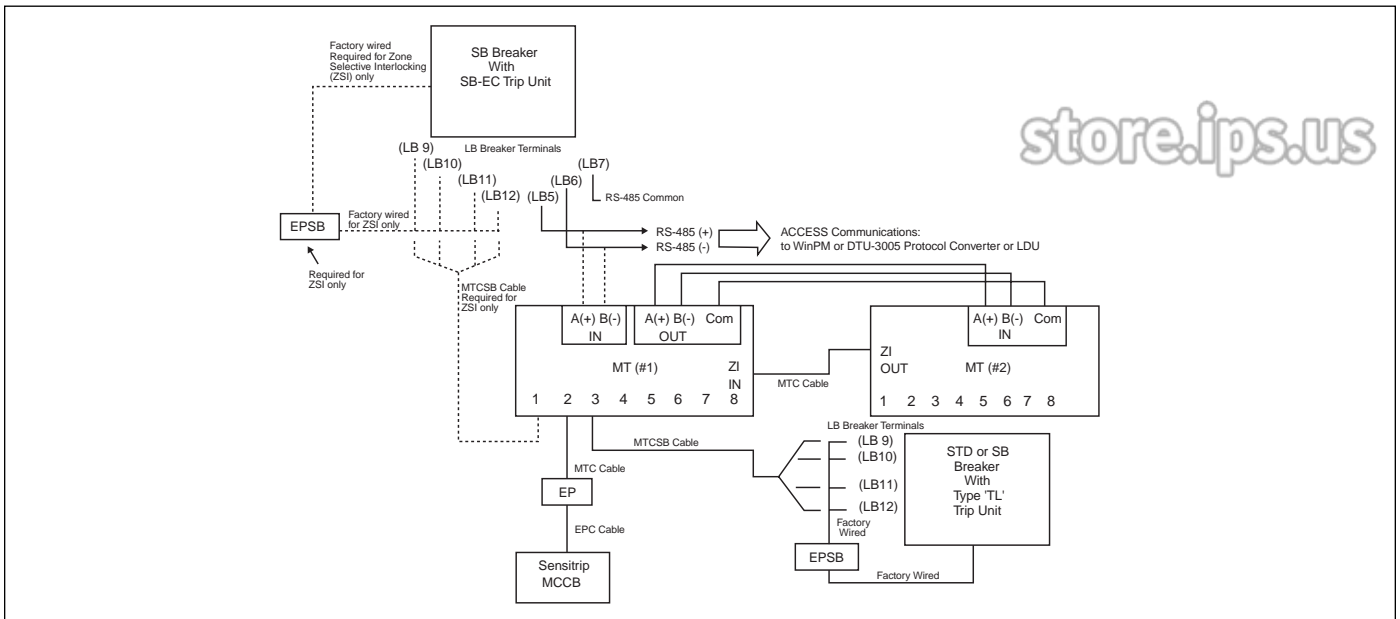 Factory wired
Required for Zone
Selective Interlocking
(ZSI) only
SB Breaker
With
SB-EC Trip Unit
store.ips.us
LB Breaker Terminals
(LB 9)
(LB10)
(LB11)
(LB12)
(LB5)
(LB6)
(LB7)
RS-485 Common
EPSB
Factory wired
for ZSI only
Required for
ZSI only
RS-485 (+)
RS-485 (-)
ACCESS Communications:
to WinPM or DTU-3005 Protocol Converter or LDU
MTCSB Cable
Required for
ZSI only
A(+) B(-)
IN
A(+) B(-) Com
OUT
MT (#1)
ZI
IN
1 2 3 4 5 6 7 8
MTC Cable
A(+) B(-) Com
IN
ZI
OUT
MT (#2)
1 2 3 4 5 6 7 8
MTCSB Cable
LB Breaker Terminals
(LB 9)
(LB10)
(LB11)
(LB12)
STD or SB
Breaker
With
Type 'TL'
Trip Unit
MTC Cable
EP
EPC Cable
Sensitrip
MCCB
Factory
Wired
EPSB
Factory Wired